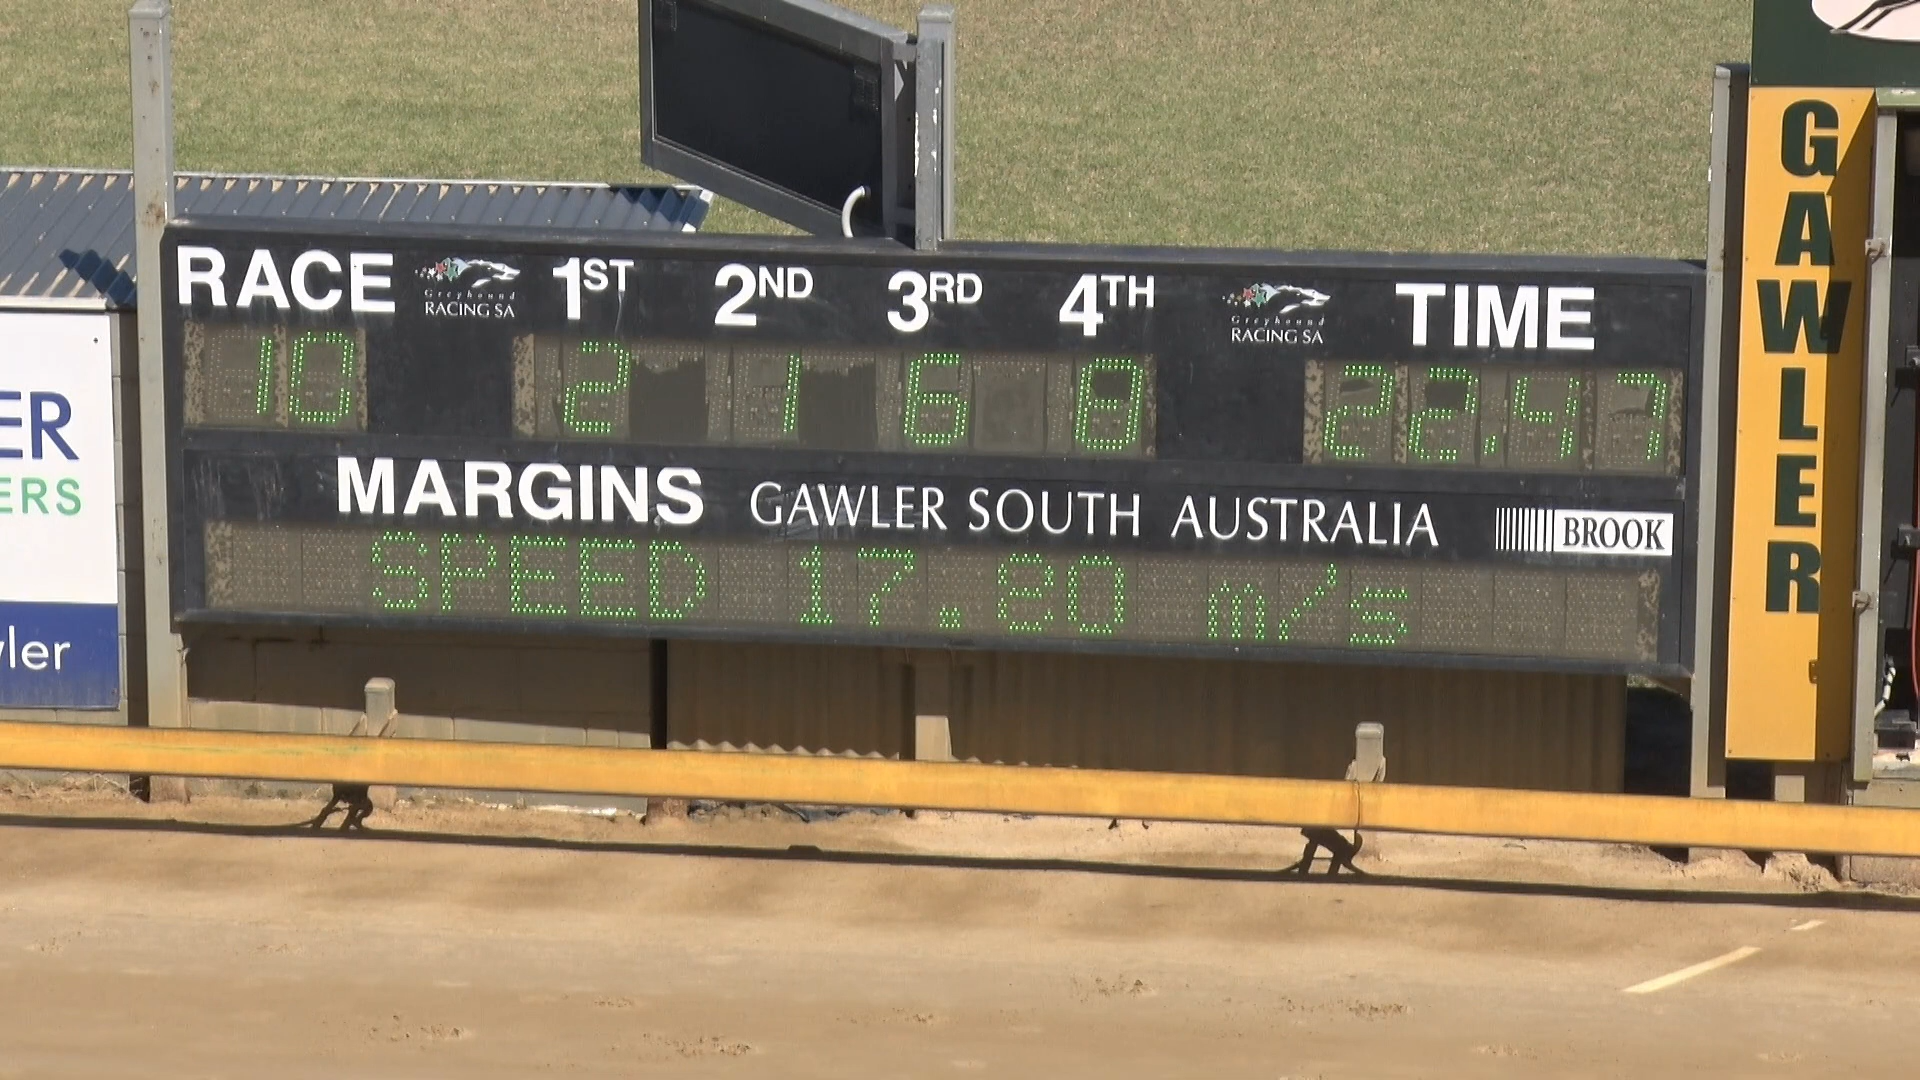 RACE Greyhound RACING SA 1ST 2ND 3RD 4TH Greyhound RACING SA TIME
10 2 1 6 8 22.47
MARGINS GAWLER SOUTH AUSTRALIA BROOK
SPEED 17.80 m/s
GAWLER
ER
ERS
ler